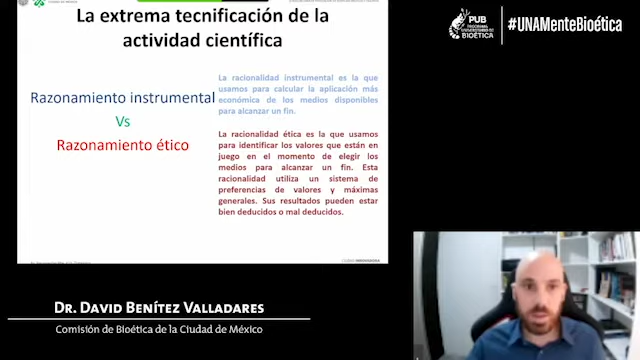 La extrema tecnificación de la
actividad científica
Razonamiento instrumental
Vs
Razonamiento ético
La racionalidad instrumental es la que
usamos para calcular la aplicación más
económica de los medios disponibles
para alcanzar un fin.
La racionalidad ética es la que usamos
para identificar los valores que están en
juego en el momento de elegir los
medios para alcanzar un fin. Esta
racionalidad utiliza un sistema de
preferencias de valores y máximas
generales. Sus resultados pueden estar
bien deducidos o mal deducidos.
PUB
PROGRAMA
UNIVERSITARIO DE
BIOÉTICA
#UNAMenteBioética
Dr. David Benítez Valladares
Comisión de Bioética de la Ciudad de México